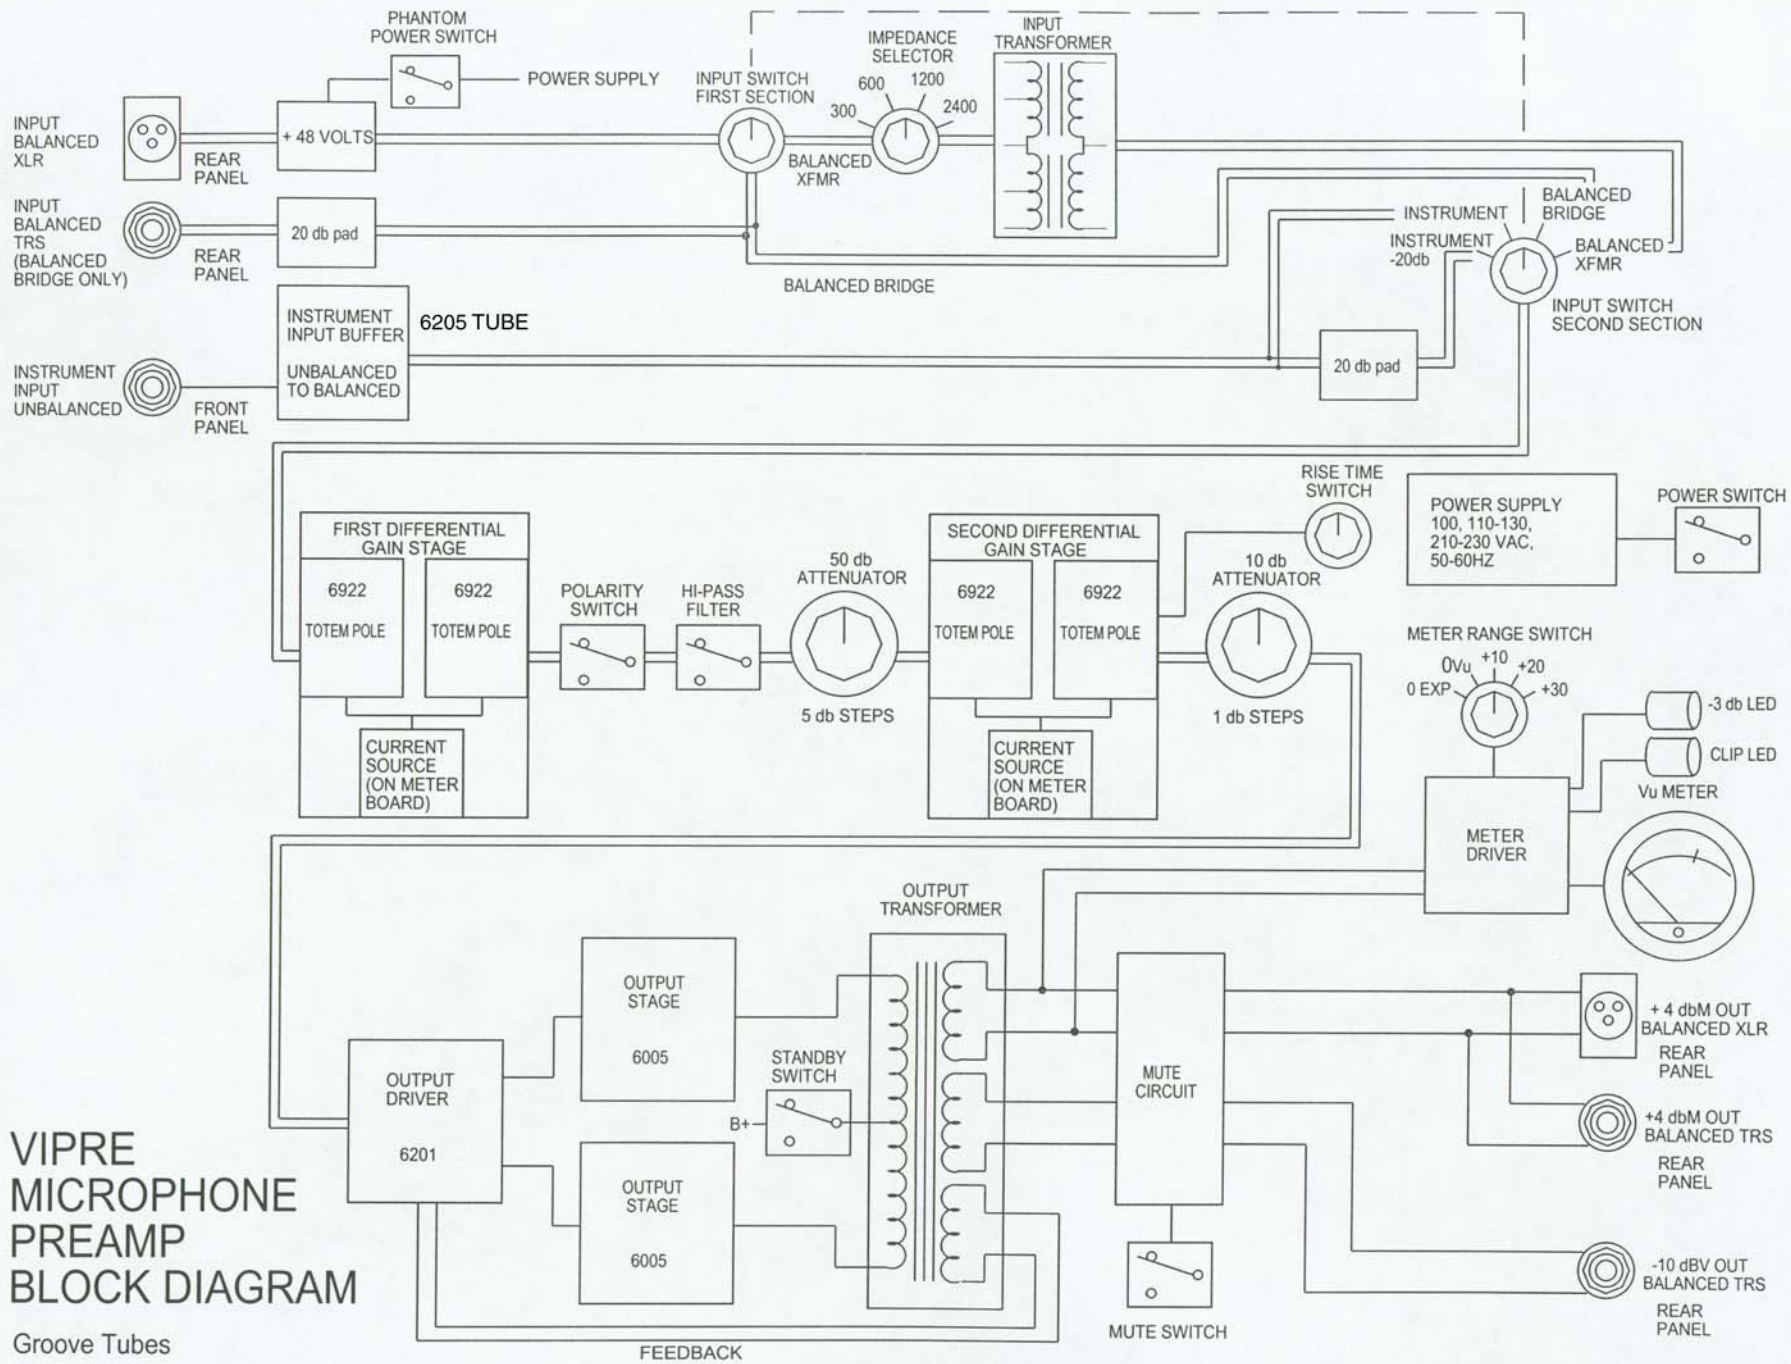 PHANTOM
POWER SWITCH
POWER SUPPLY
INPUT SWITCH
FIRST SECTION
IMPEDANCE
SELECTOR
300
600
1200
2400
INPUT
TRANSFORMER
INPUT
BALANCED
XLR
REAR
PANEL
+ 48 VOLTS
BALANCED
XFMR
INPUT
BALANCED
TRS
(BALANCED
BRIDGE ONLY)
REAR
PANEL
20 db pad
BALANCED BRIDGE
INSTRUMENT
BALANCED
BRIDGE
INSTRUMENT
-20db
BALANCED
XFMR
INPUT SWITCH
SECOND SECTION
INSTRUMENT
INPUT BUFFER
UNBALANCED
TO BALANCED
6205 TUBE
20 db pad
INSTRUMENT
INPUT
UNBALANCED
FRONT
PANEL
FIRST DIFFERENTIAL
GAIN STAGE
6922
TOTEM POLE
6922
TOTEM POLE
CURRENT
SOURCE
(ON METER
BOARD)
POLARITY
SWITCH
HI-PASS
FILTER
50 db
ATTENUATOR
5 db STEPS
SECOND DIFFERENTIAL
GAIN STAGE
6922
TOTEM POLE
6922
TOTEM POLE
CURRENT
SOURCE
(ON METER
BOARD)
RISE TIME
SWITCH
10 db
ATTENUATOR
1 db STEPS
POWER SUPPLY
100, 110-130,
210-230 VAC,
50-60HZ
POWER SWITCH
METER RANGE SWITCH
0 EXP
0Vu
+10
+20
+30
-3 db LED
CLIP LED
Vu METER
METER
DRIVER
OUTPUT
TRANSFORMER
OUTPUT
STAGE
6005
STANDBY
SWITCH
B+
OUTPUT
DRIVER
6201
OUTPUT
STAGE
6005
MUTE
CIRCUIT
+ 4 dbM OUT
BALANCED XLR
REAR
PANEL
+4 dbM OUT
BALANCED TRS
REAR
PANEL
-10 dBV OUT
BALANCED TRS
REAR
PANEL
MUTE SWITCH
FEEDBACK
VIPRE
MICROPHONE
PREAMP
BLOCK DIAGRAM
Groove Tubes